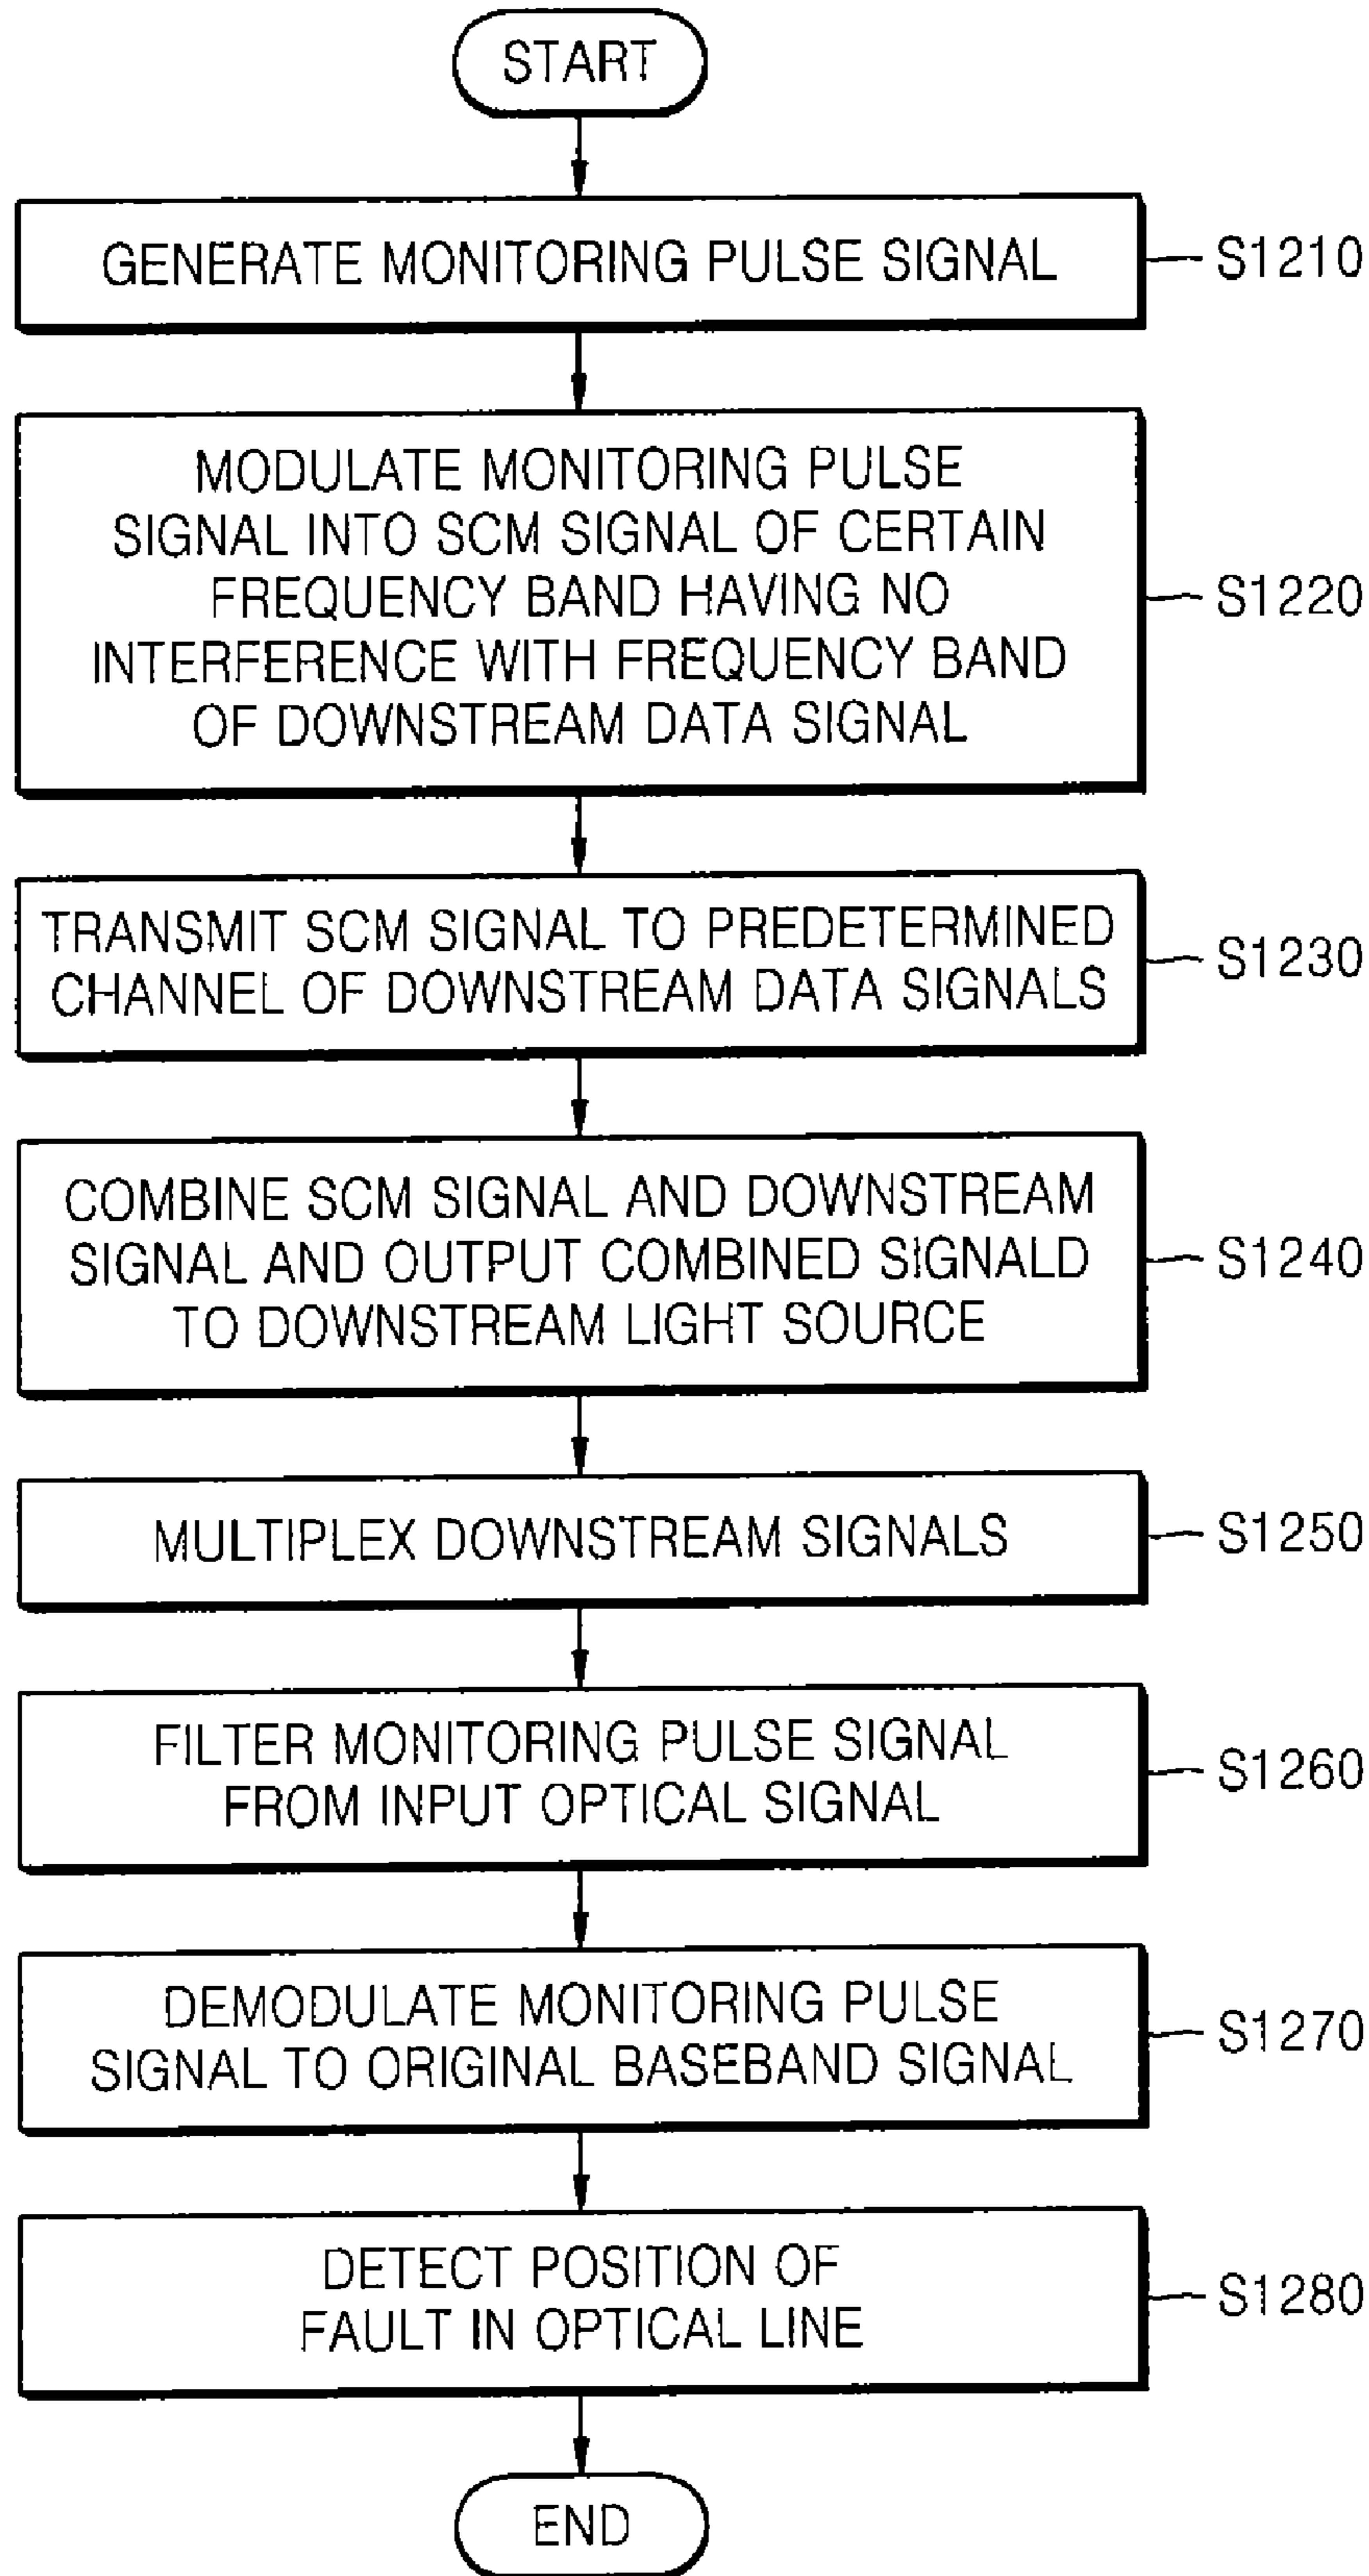 START
GENERATE MONITORING PULSE SIGNAL
S1210
MODULATE MONITORING PULSE
SIGNAL INTO SCM SIGNAL OF CERTAIN
FREQUENCY BAND HAVING NO
INTERFERENCE WITH FREQUENCY BAND
OF DOWNSTREAM DATA SIGNAL
S1220
TRANSMIT SCM SIGNAL TO PREDETERMINED
CHANNEL OF DOWNSTREAM DATA SIGNALS
S1230
COMBINE SCM SIGNAL AND DOWNSTREAM
SIGNAL AND OUTPUT COMBINED SIGNALD
TO DOWNSTREAM LIGHT SOURCE
S1240
MULTIPLEX DOWNSTREAM SIGNALS
S1250
FILTER MONITORING PULSE SIGNAL
FROM INPUT OPTICAL SIGNAL
S1260
DEMODULATE MONITORING PULSE
SIGNAL TO ORIGINAL BASEBAND SIGNAL
S1270
DETECT POSITION OF
FAULT IN OPTICAL LINE
S1280
END